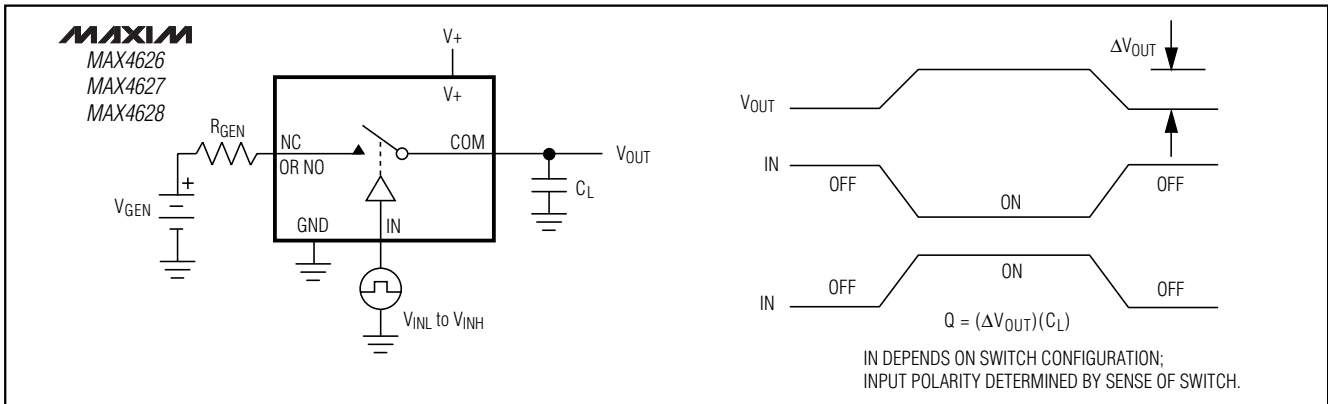 MAXIM
MAX4626
MAX4627
MAX4628
V+
V+
RGEN
NC
OR NO
COM
VOUT
CL
VGEN
+
GND
IN
VINL to VINH
ΔVOUT
VOUT
IN
OFF
ON
OFF
IN
OFF
ON
OFF
Q = (ΔVOUT)(CL)
IN DEPENDS ON SWITCH CONFIGURATION;
INPUT POLARITY DETERMINED BY SENSE OF SWITCH.